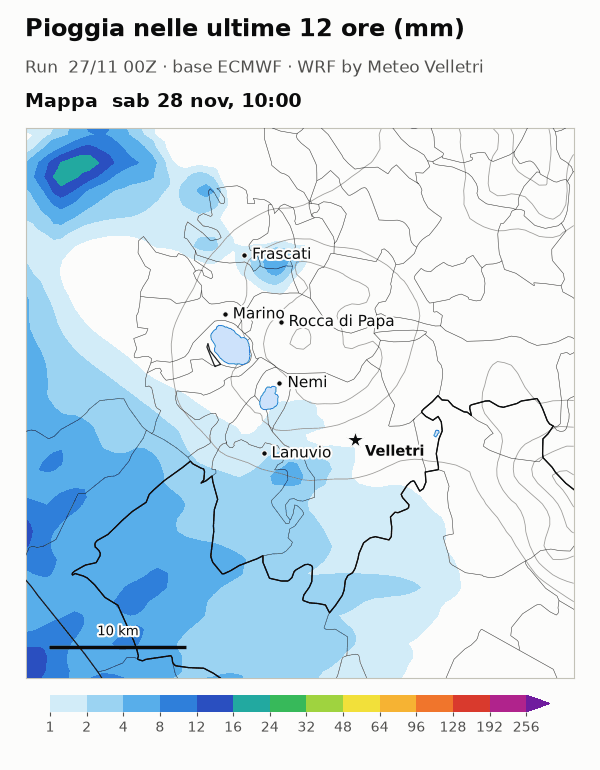 Pioggia nelle ultime 12 ore (mm)
Run 27/11 00Z · base ECMWF · WRF by Meteo Velletri
Mappa sab 28 nov, 10:00
Frascati
Marino
Rocca di Papa
Nemi
Velletri
Lanuvio
10 km
1 2 4 8 12 16 24 32 48 64 96 128 192 256